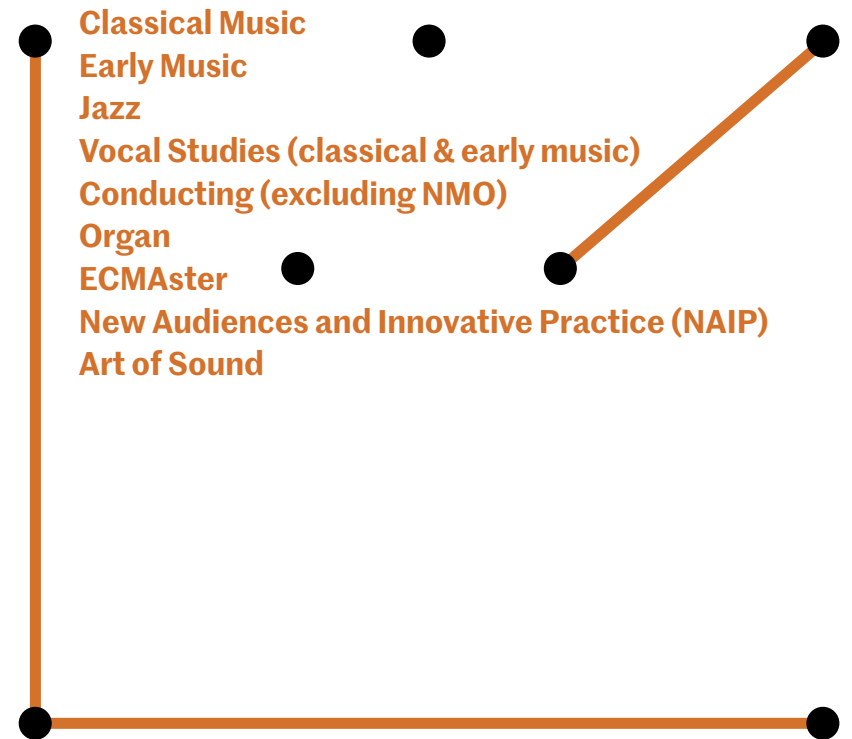 Classical Music
Early Music
Jazz
Vocal Studies (classical & early music)
Conducting (excluding NMO)
Organ
ECMAster
New Audiences and Innovative Practice (NAIP)
Art of Sound